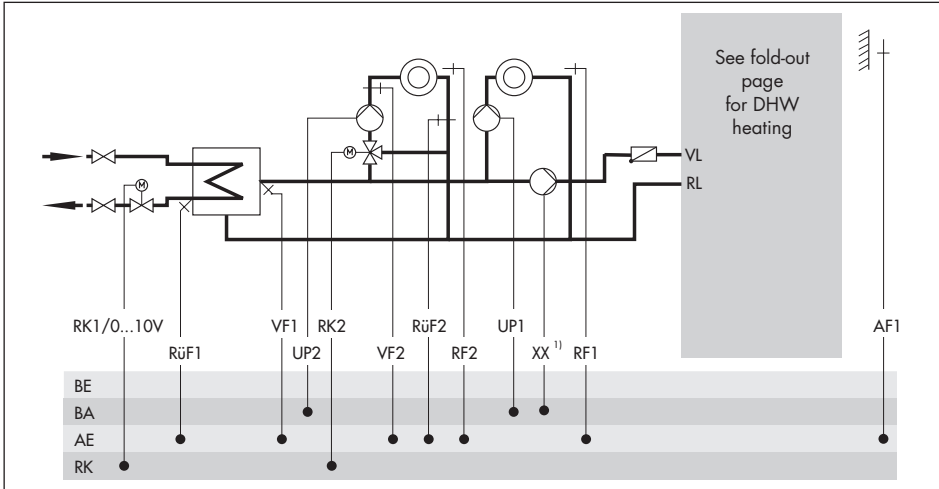 See fold-out
page
for DHW
heating
M
VL
RL
M
RK1/0...10V
VF1
RK2
RüF2
UP1
AF1
RüF1
UP2
VF2
RF2
XX 1)
RF1
BE
BA
AE
RK